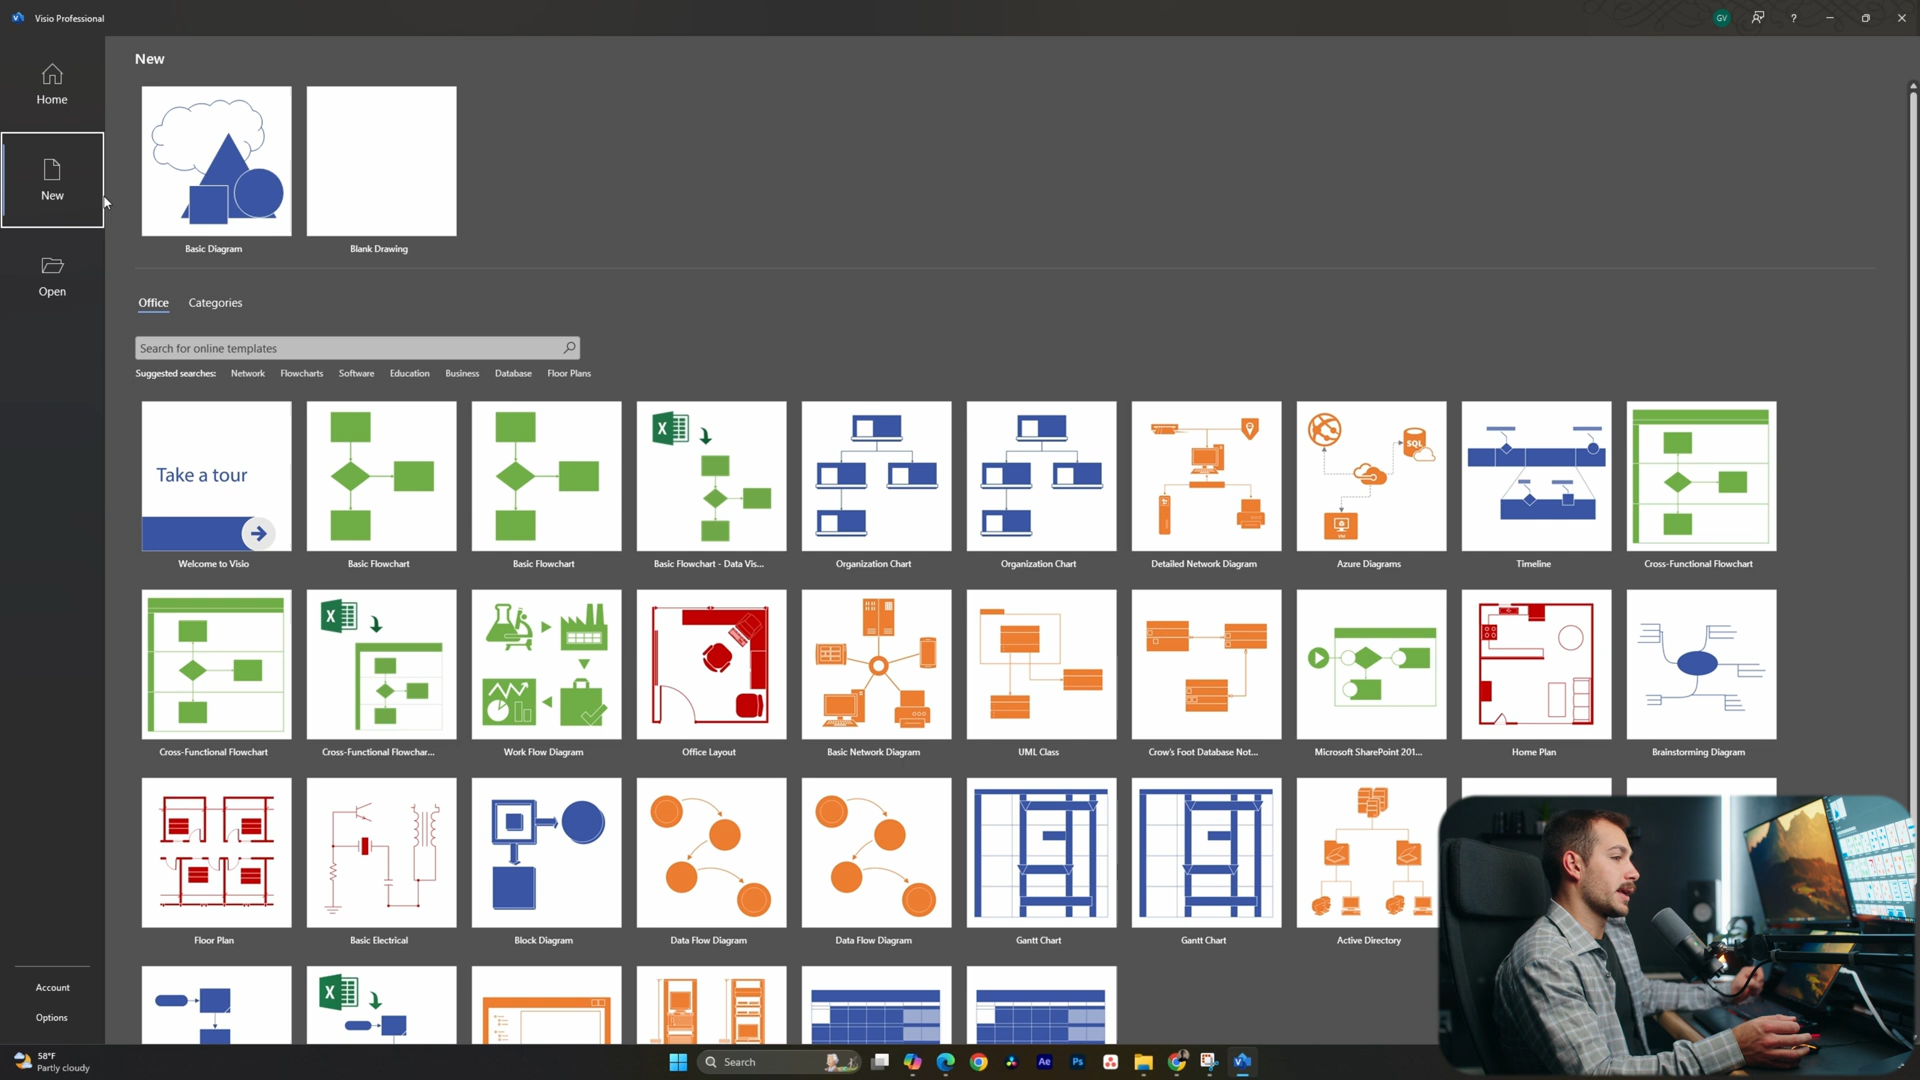 Visio Professional
GV
?
Home
New
Open
Account
Options
New
Basic Diagram
Blank Drawing
Office
Categories
Search for online templates
Suggested searches:
Network
Flowcharts
Software
Education
Business
Database
Floor Plans
Take a tour
X
SQL
Welcome to Visio
Basic Flowchart
Basic Flowchart
Basic Flowchart - Data Vis...
Organization Chart
Organization Chart
Detailed Network Diagram
Azure Diagrams
Timeline
Cross-Functional Flowchart
X
Cross-Functional Flowchart
Cross-Functional Flowchar...
Work Flow Diagram
Office Layout
Basic Network Diagram
UML Class
Crow's Foot Database Not...
Microsoft SharePoint 201...
Home Plan
Brainstorming Diagram
Floor Plan
Basic Electrical
Block Diagram
Data Flow Diagram
Data Flow Diagram
Gantt Chart
Gantt Chart
Active Directory
X
58°F
Partly cloudy
Search
Ae
Ps